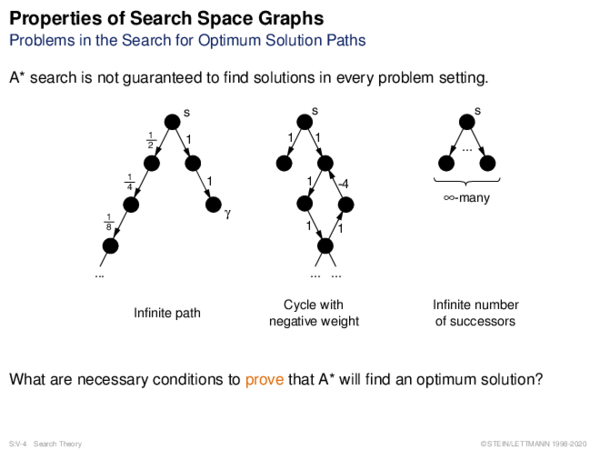 Properties of Search Space Graphs
Problems in the Search for Optimum Solution Paths
A* search is not guaranteed to find solutions in every problem setting.
s
1/2
1
1/4
1
γ
1/8
...
Infinite path
s
1
1
1
-4
1
1
... ...
Cycle with
negative weight
s
...
∞-many
Infinite number
of successors
What are necessary conditions to prove that A* will find an optimum solution?
S:V-4 Search Theory
©STEIN/LETTMANN 1998-2020